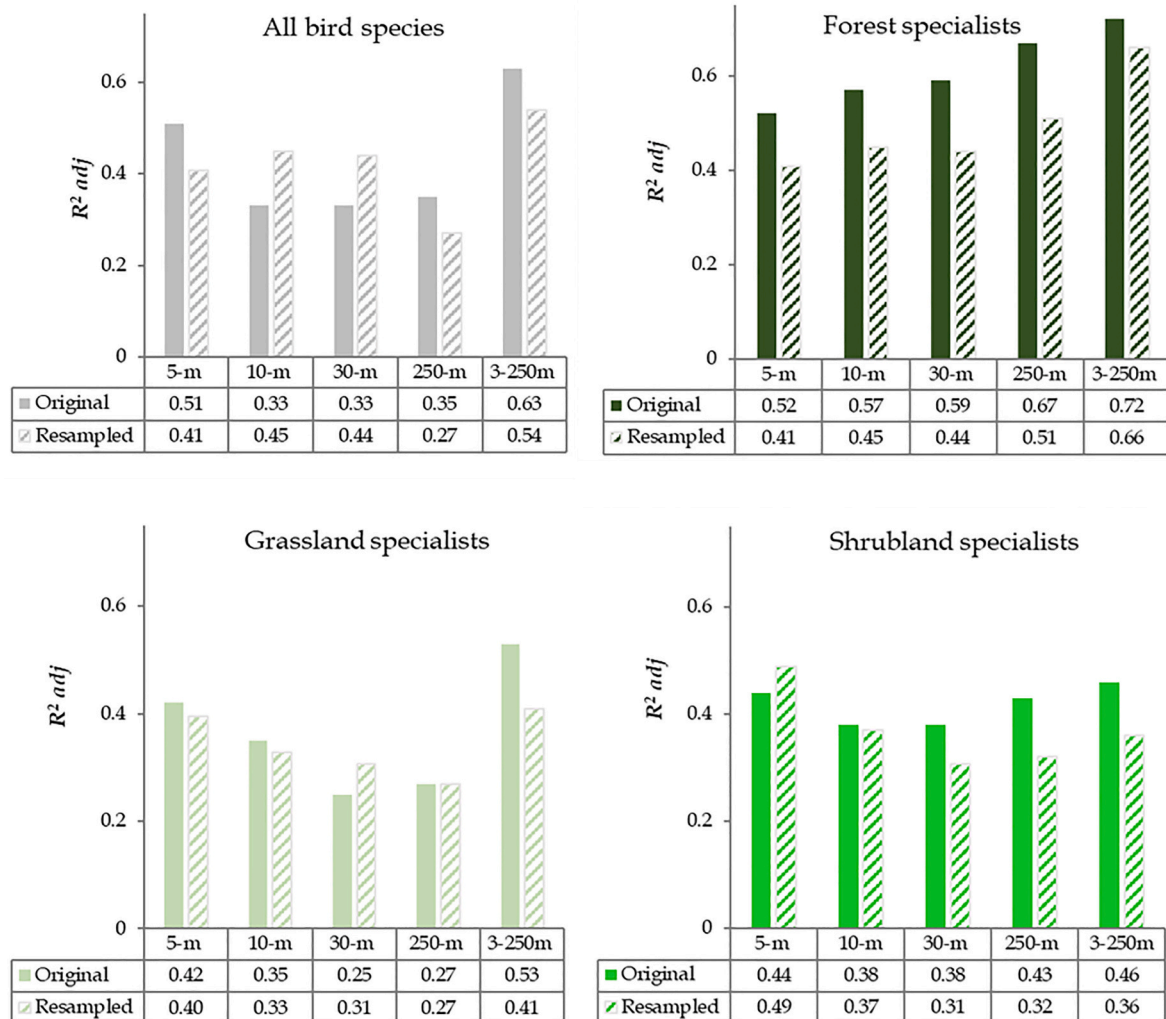 All bird species
R² adj
0.6
0.4
0.2
0
5-m 10-m 30-m 250-m 3-250m
Original 0.51 0.33 0.33 0.35 0.63
Resampled 0.41 0.45 0.44 0.27 0.54
Forest specialists
R² adj
0.6
0.4
0.2
0
5-m 10-m 30-m 250-m 3-250m
Original 0.52 0.57 0.59 0.67 0.72
Resampled 0.41 0.45 0.44 0.51 0.66
Grassland specialists
R² adj
0.6
0.4
0.2
0
5-m 10-m 30-m 250-m 3-250m
Original 0.42 0.35 0.25 0.27 0.53
Resampled 0.40 0.33 0.31 0.27 0.41
Shrubland specialists
R² adj
0.6
0.4
0.2
0
5-m 10-m 30-m 250-m 3-250m
Original 0.44 0.38 0.38 0.43 0.46
Resampled 0.49 0.37 0.31 0.32 0.36